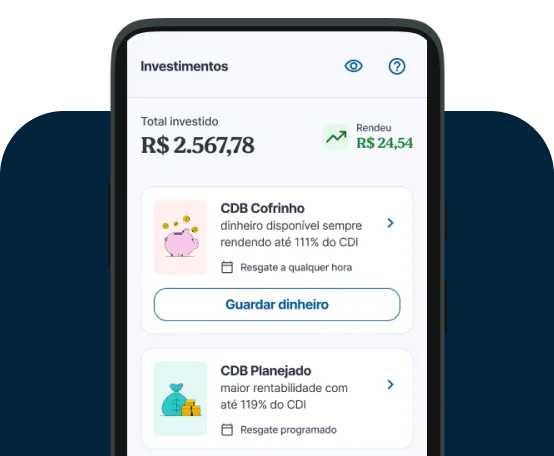 Investimentos
Total investido
R$ 2.567,78
Rendeu
R$ 24,54
CDB Cofrinho
dinheiro disponível sempre
rendendo até 111% do CDI
Resgate a qualquer hora
Guardar dinheiro
CDB Planejado
maior rentabilidade com
até 119% do CDI
Resgate programado